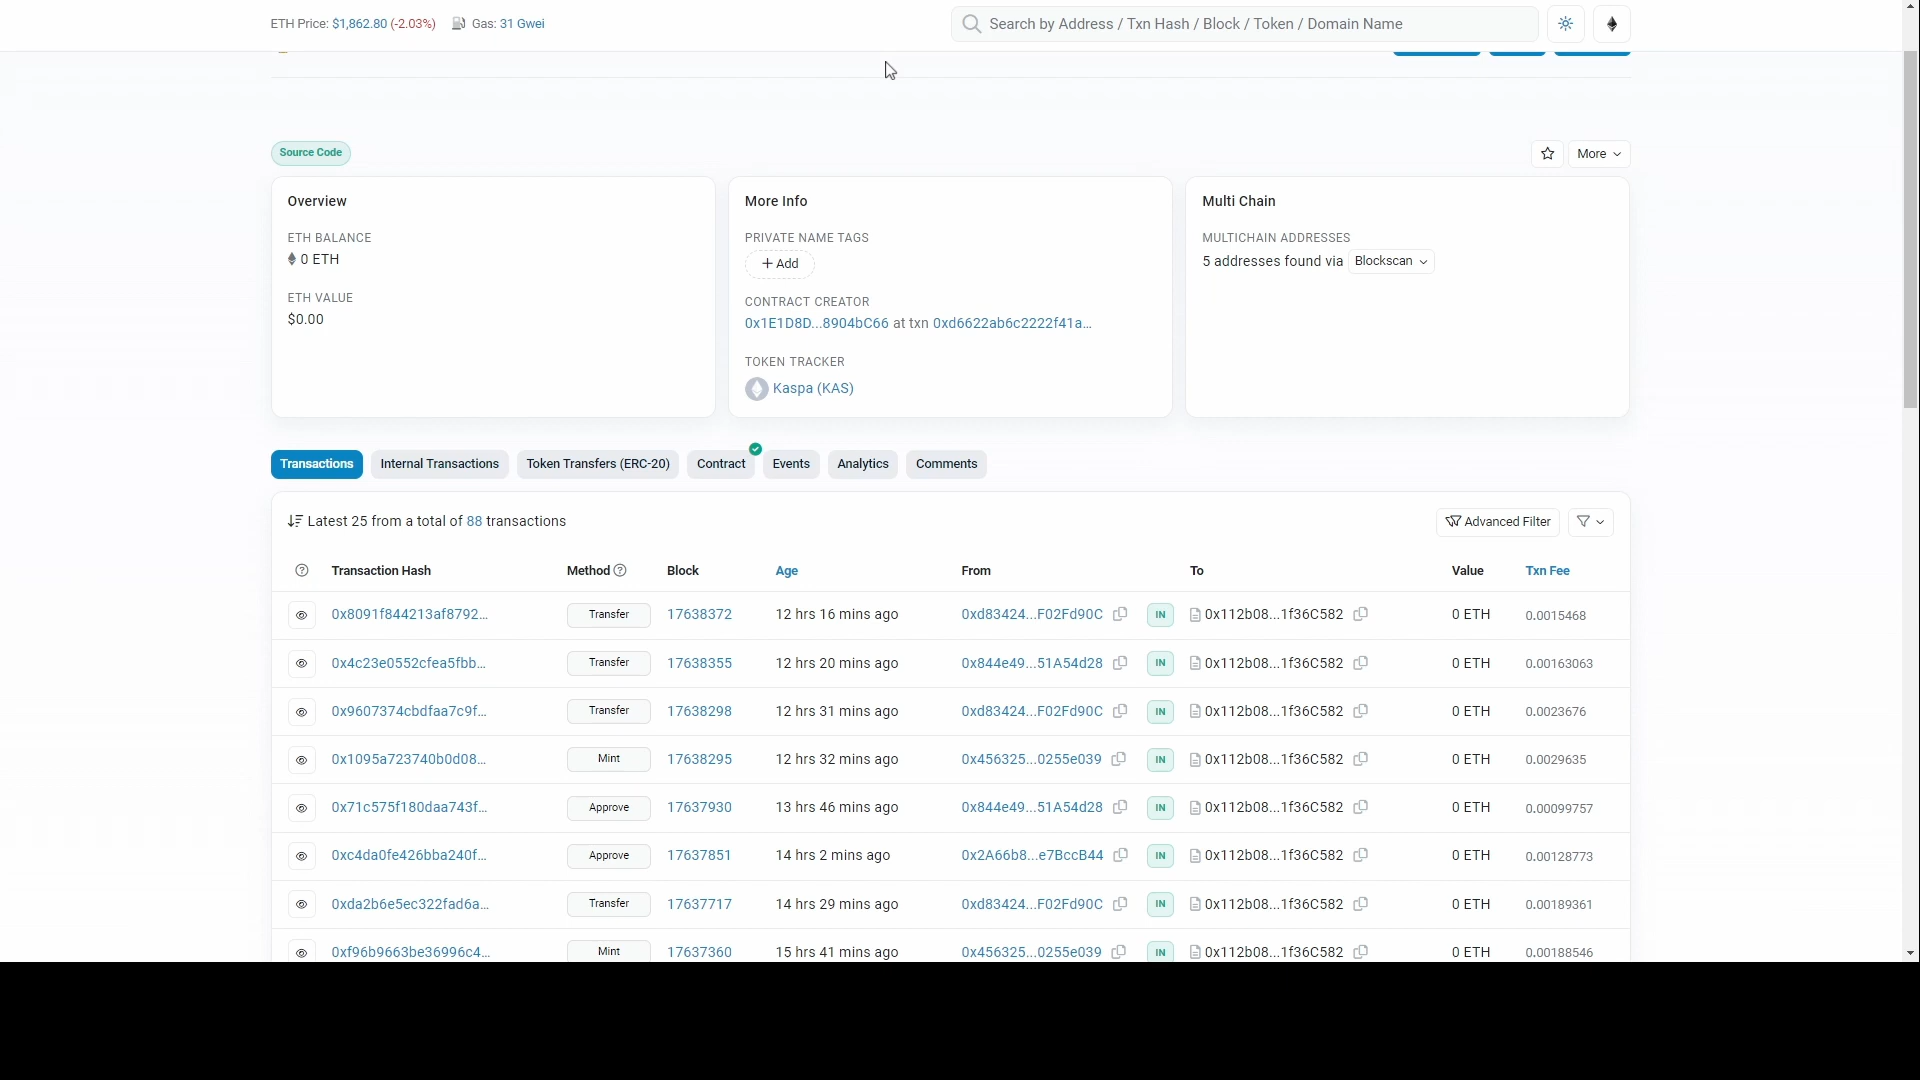 ETH Price: $1,862.80 (-2.03%) Gas: 31 Gwei Search by Address / Txn Hash / Block / Token / Domain Name
Source Code More
Overview
ETH BALANCE
0 ETH
ETH VALUE
$0.00
More Info
PRIVATE NAME TAGS
+ Add
CONTRACT CREATOR
0x1E1D8D...8904bC66 at txn 0xd6622ab6c2222f41a...
TOKEN TRACKER
Kaspa (KAS)
Multi Chain
MULTICHAIN ADDRESSES
5 addresses found via Blockscan
Transactions Internal Transactions Token Transfers (ERC-20) Contract Events Analytics Comments
Latest 25 from a total of 88 transactions Advanced Filter
Transaction Hash Method Block Age From To Value Txn Fee
0x8091f844213af8792... Transfer 17638372 12 hrs 16 mins ago 0xd83424...F02Fd90C IN 0x112b08...1f36C582 0 ETH 0.0015468
0x4c23e0552cfea5fbb... Transfer 17638355 12 hrs 20 mins ago 0x844e49...51A54d28 IN 0x112b08...1f36C582 0 ETH 0.00163063
0x9607374cbdfaa7c9f... Transfer 17638298 12 hrs 31 mins ago 0xd83424...F02Fd90C IN 0x112b08...1f36C582 0 ETH 0.0023676
0x1095a723740b0d08... Mint 17638295 12 hrs 32 mins ago 0x456325...0255e039 IN 0x112b08...1f36C582 0 ETH 0.0029635
0x71c575f180daa743f... Approve 17637930 13 hrs 46 mins ago 0x844e49...51A54d28 IN 0x112b08...1f36C582 0 ETH 0.00099757
0xc4da0fe426bba240f... Approve 17637851 14 hrs 2 mins ago 0x2A66b8...e7BccB44 IN 0x112b08...1f36C582 0 ETH 0.00128773
0xda2b6e5ec322fad6a... Transfer 17637717 14 hrs 29 mins ago 0xd83424...F02Fd90C IN 0x112b08...1f36C582 0 ETH 0.00189361
0xf96b9663be36996c4... Mint 17637360 15 hrs 41 mins ago 0x456325...0255e039 IN 0x112b08...1f36C582 0 ETH 0.00188546